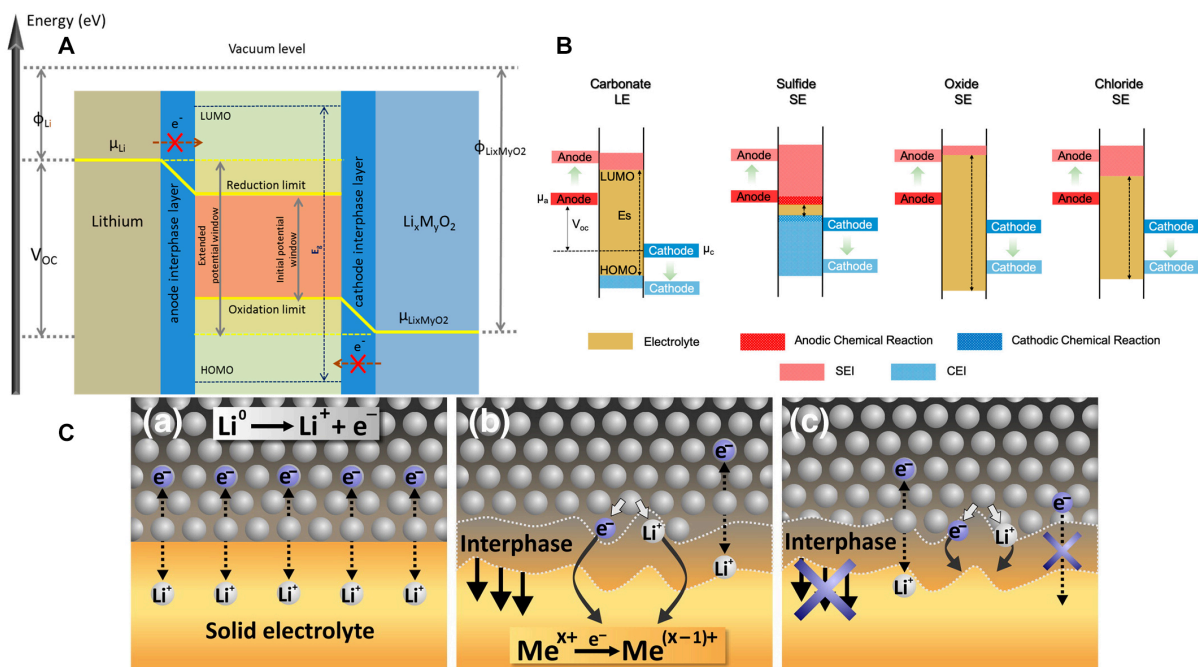 Energy (eV)
A
Vacuum level
ϕLi
μLi
e-
LUMO
ϕLixMyO2
Reduction limit
Lithium
anode interphase layer
Extended
potential window
Initial potential
window
Eg
cathode interphase layer
LixMyO2
VOC
Oxidation limit
μLixMyO2
e-
HOMO
B
Carbonate
LE
Sulfide
SE
Oxide
SE
Chloride
SE
Anode
LUMO
μa
Anode
Voc
Es
Cathode
μc
HOMO
Cathode
Anode
Anode
Cathode
Cathode
Anode
Anode
Cathode
Cathode
Anode
Anode
Cathode
Cathode
Electrolyte
Anodic Chemical Reaction
Cathodic Chemical Reaction
SEI
CEI
C
(a)
Li0 → Li+ + e−
e− e− e− e− e−
Li+ Li+ Li+ Li+ Li+
Solid electrolyte
(b)
e−
e− Li+
Interphase
Li+
Mex+ e−→ Me(x−1)+
(c)
e−
e−
e− Li+
Interphase
Li+